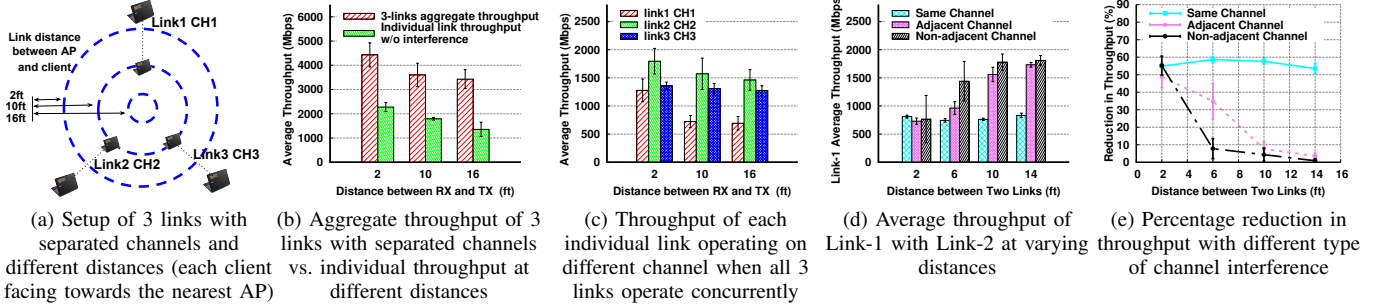 Link1 CH1
Link distance
between AP
and client
2ft
10ft
16ft
Link2 CH2
Link3 CH3
(a) Setup of 3 links with
separated channels and
different distances (each client
facing towards the nearest AP)
Average Throughput (Mbps)
6000
5000
4000
3000
2000
1000
0
3-links aggregate throughput
Individual link throughput
w/o interference
2 10 16
Distance between RX and TX (ft)
(b) Aggregate throughput of 3
links with separated channels
vs. individual throughput at
different distances
Average Throughput (Mbps)
2500
2000
1500
1000
500
0
link1 CH1
link2 CH2
link3 CH3
2 10 16
Distance between RX and TX (ft)
(c) Throughput of each
individual link operating on
different channel when all 3
links operate concurrently
Link-1 Average Throughput (Mbps)
2500
2000
1500
1000
500
0
Same Channel
Adjacent Channel
Non-adjacent Channel
2 6 10 14
Distance between Two Links (ft)
(d) Average throughput of
Link-1 with Link-2 at varying
distances
Reduction in Throughput (%)
90
80
70
60
50
40
30
20
10
0
Same Channel
Adjacent Channel
Non-adjacent Channel
0 2 4 6 8 10 12 14 16
Distance between Two Links (ft)
(e) Percentage reduction in
throughput with different type
of channel interference